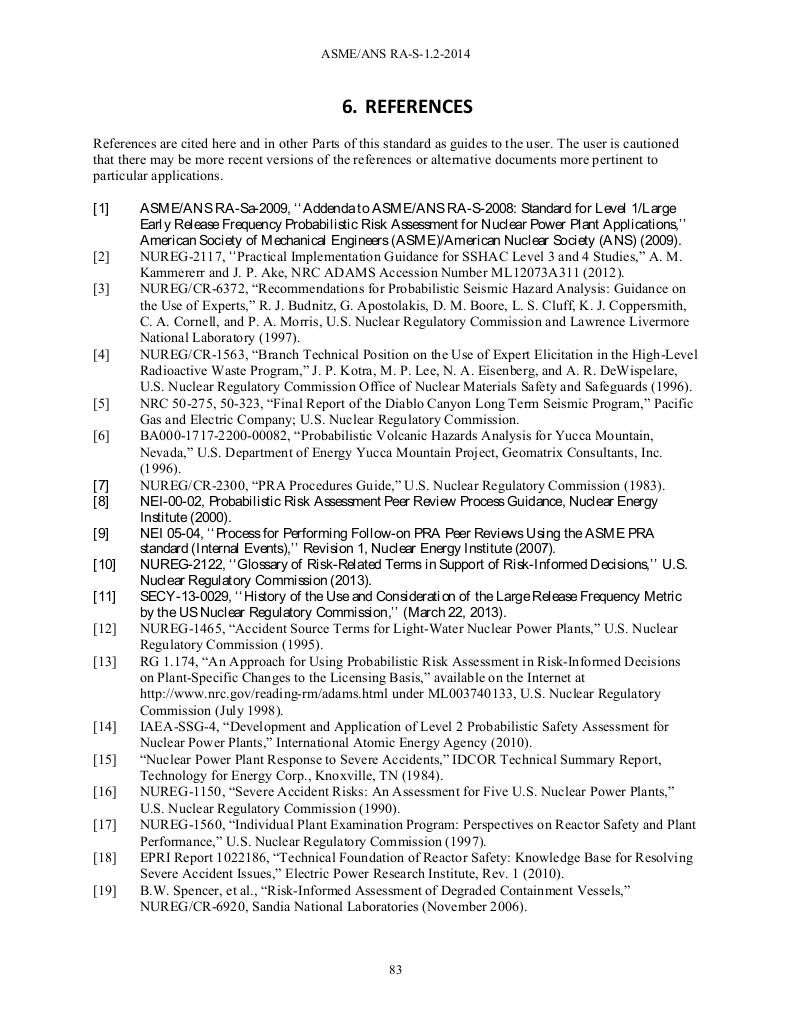 ASME/ANS RA-S-1.2-2014
6. REFERENCES
References are cited here and in other Parts of this standard as guides to the user. The user is cautioned
that there may be more recent versions of the references or alternative documents more pertinent to
particular applications.
[1] ASME/ANS RA-Sa-2009, ‘‘Addenda to ASME/ANS RA-S-2008: Standard for Level 1/Large
Early Release Frequency Probabilistic Risk Assessment for Nuclear Power Plant Applications,’’
American Society of Mechanical Engineers (ASME)/American Nuclear Society (ANS) (2009).
[2] NUREG-2117, ‘‘Practical Implementation Guidance for SSHAC Level 3 and 4 Studies,” A. M.
Kammererr and J. P. Ake, NRC ADAMS Accession Number ML12073A311 (2012).
[3] NUREG/CR-6372, “Recommendations for Probabilistic Seismic Hazard Analysis: Guidance on
the Use of Experts,” R. J. Budnitz, G. Apostolakis, D. M. Boore, L. S. Cluff, K. J. Coppersmith,
C. A. Cornell, and P. A. Morris, U.S. Nuclear Regulatory Commission and Lawrence Livermore
National Laboratory (1997).
[4] NUREG/CR-1563, “Branch Technical Position on the Use of Expert Elicitation in the High-Level
Radioactive Waste Program,” J. P. Kotra, M. P. Lee, N. A. Eisenberg, and A. R. DeWispelare,
U.S. Nuclear Regulatory Commission Office of Nuclear Materials Safety and Safeguards (1996).
[5] NRC 50-275, 50-323, “Final Report of the Diablo Canyon Long Term Seismic Program,” Pacific
Gas and Electric Company; U.S. Nuclear Regulatory Commission.
[6] BA000-1717-2200-00082, “Probabilistic Volcanic Hazards Analysis for Yucca Mountain,
Nevada,” U.S. Department of Energy Yucca Mountain Project, Geomatrix Consultants, Inc.
(1996).
[7] NUREG/CR-2300, “PRA Procedures Guide,” U.S. Nuclear Regulatory Commission (1983).
[8] NEI-00-02, Probabilistic Risk Assessment Peer Review Process Guidance, Nuclear Energy
Institute (2000).
[9] NEI 05-04, ‘‘Process for Performing Follow-on PRA Peer Reviews Using the ASME PRA
standard (Internal Events),’’ Revision 1, Nuclear Energy Institute (2007).
[10] NUREG-2122, ‘‘Glossary of Risk-Related Terms in Support of Risk-Informed Decisions,’’ U.S.
Nuclear Regulatory Commission (2013).
[11] SECY-13-0029, ‘‘History of the Use and Consideration of the Large Release Frequency Metric
by the US Nuclear Regulatory Commission,’’ (March 22, 2013).
[12] NUREG-1465, “Accident Source Terms for Light-Water Nuclear Power Plants,” U.S. Nuclear
Regulatory Commission (1995).
[13] RG 1.174, “An Approach for Using Probabilistic Risk Assessment in Risk-Informed Decisions
on Plant-Specific Changes to the Licensing Basis,” available on the Internet at
http://www.nrc.gov/reading-rm/adams.html under ML003740133, U.S. Nuclear Regulatory
Commission (July 1998).
[14] IAEA-SSG-4, “Development and Application of Level 2 Probabilistic Safety Assessment for
Nuclear Power Plants,” International Atomic Energy Agency (2010).
[15] “Nuclear Power Plant Response to Severe Accidents,” IDCOR Technical Summary Report,
Technology for Energy Corp., Knoxville, TN (1984).
[16] NUREG-1150, “Severe Accident Risks: An Assessment for Five U.S. Nuclear Power Plants,”
U.S. Nuclear Regulatory Commission (1990).
[17] NUREG-1560, “Individual Plant Examination Program: Perspectives on Reactor Safety and Plant
Performance,” U.S. Nuclear Regulatory Commission (1997).
[18] EPRI Report 1022186, “Technical Foundation of Reactor Safety: Knowledge Base for Resolving
Severe Accident Issues,” Electric Power Research Institute, Rev. 1 (2010).
[19] B.W. Spencer, et al., “Risk-Informed Assessment of Degraded Containment Vessels,”
NUREG/CR-6920, Sandia National Laboratories (November 2006).
83